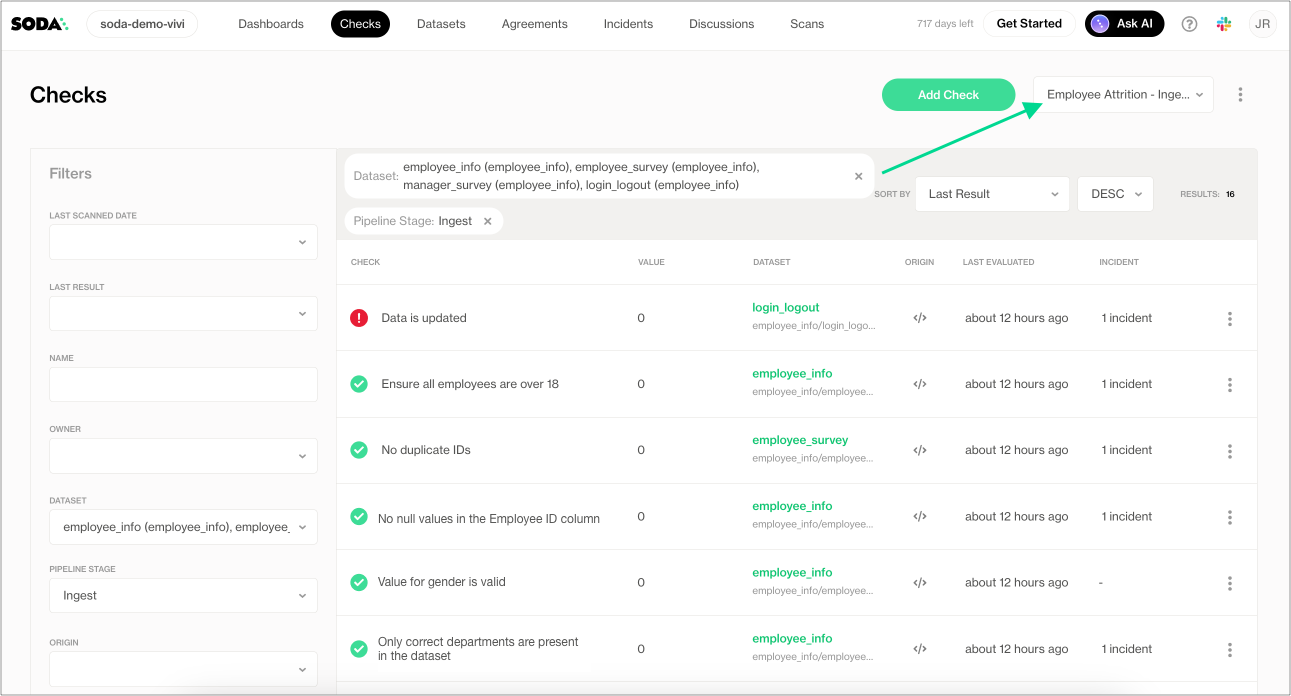 SODA
soda-demo-vivi
Dashboards
Checks
Datasets
Agreements
Incidents
Discussions
Scans
717 days left
Get Started
Ask AI
?
JR
Checks
Add Check
Employee Attrition - Inge...
Filters
LAST SCANNED DATE
LAST RESULT
NAME
OWNER
DATASET
employee_info (employee_info), employee_
PIPELINE STAGE
Ingest
ORIGIN
Dataset: employee_info (employee_info), employee_survey (employee_info),
manager_survey (employee_info), login_logout (employee_info)
Pipeline Stage: Ingest
SORT BY
Last Result
DESC
RESULTS: 16
CHECK VALUE DATASET ORIGIN LAST EVALUATED INCIDENT
Data is updated 0 login_logout </> about 12 hours ago 1 incident
employee_info/login_logo...
Ensure all employees are over 18 0 employee_info </> about 12 hours ago 1 incident
employee_info/employee...
No duplicate IDs 0 employee_survey </> about 12 hours ago 1 incident
employee_info/employee...
No null values in the Employee ID column 0 employee_info </> about 12 hours ago 1 incident
employee_info/employee...
Value for gender is valid 0 employee_info </> about 12 hours ago -
employee_info/employee...
Only correct departments are present
in the dataset 0 employee_info </> about 12 hours ago 1 incident
employee_info/employee...